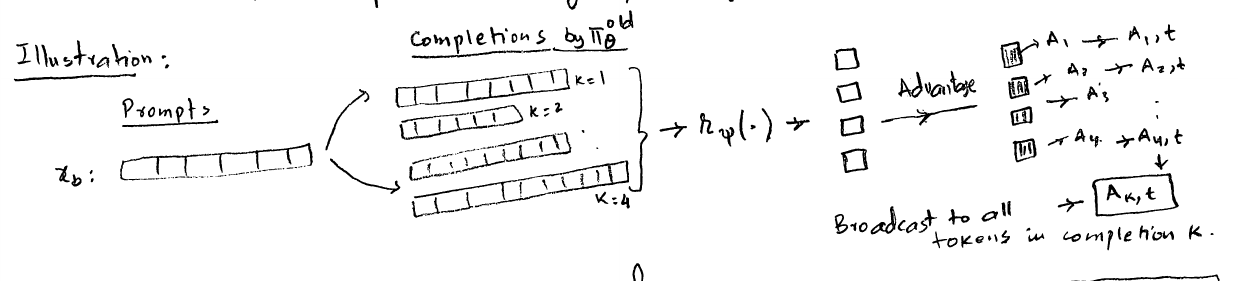 Illustration:
Prompts
x_b:
Completions by π_θ^old
K=1
K=2
K=4
→ r_ψ(·) →
Advantage
A_1 → A_1,t
A_2 → A_2,t
→ A_3
→ A_4 → A_4,t
→ A_K,t
Broadcast to all
tokens in completion K.